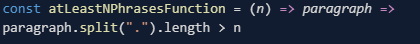 const atLeastNPhrasesFunction = (n) => paragraph =>
paragraph.split(".").length > n